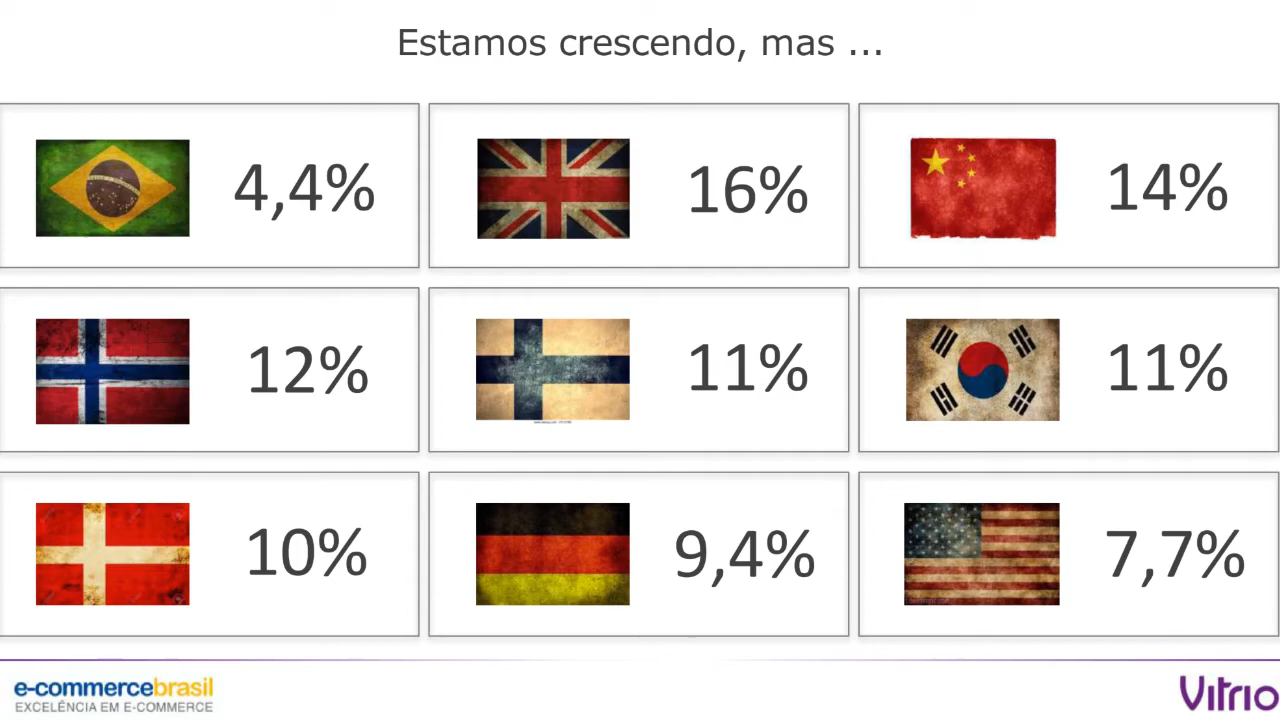 Estamos crescendo, mas ...
4,4%
16%
14%
12%
11%
11%
10%
9,4%
7,7%
e-commercebrasil
EXCELÊNCIA EM E-COMMERCE
Vitrio